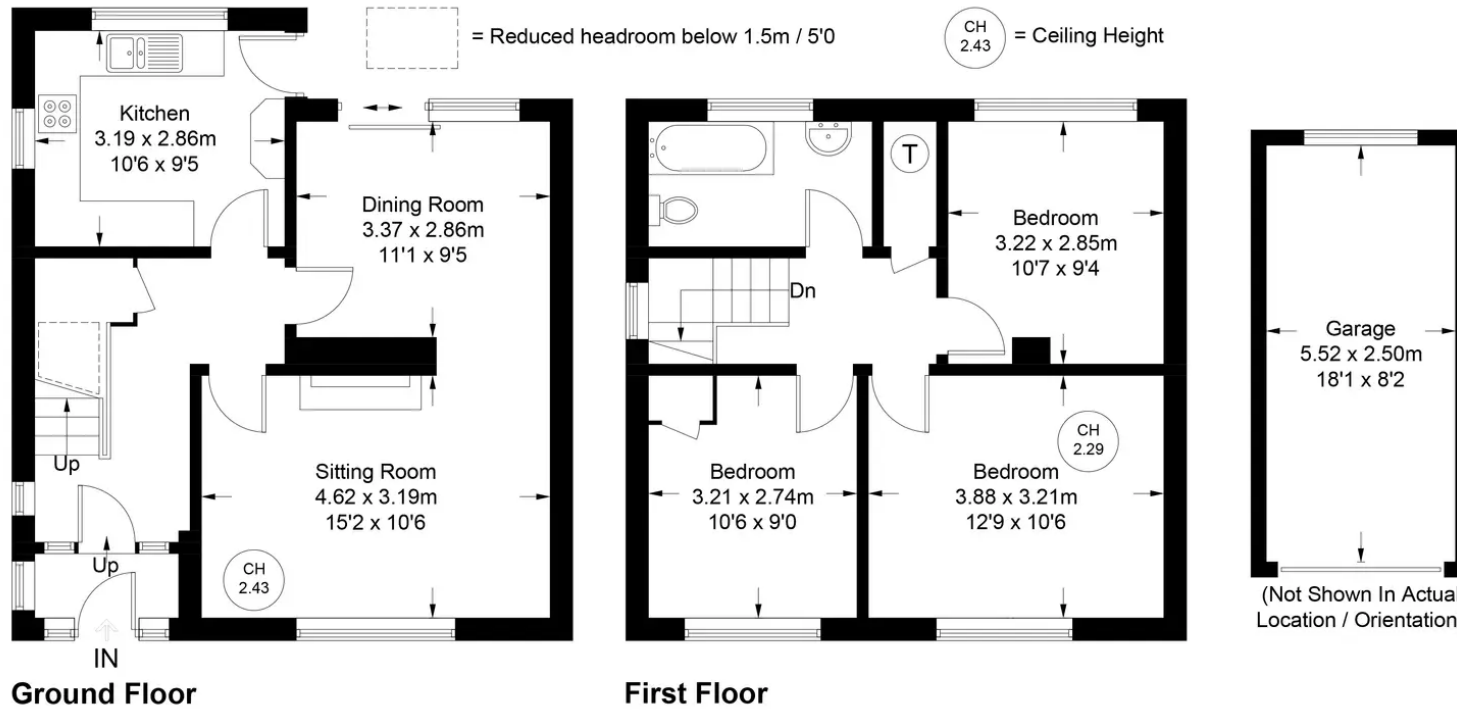 = Reduced headroom below 1.5m / 5'0
CH
2.43
= Ceiling Height
Kitchen
3.19 x 2.86m
10'6 x 9'5
Dining Room
3.37 x 2.86m
11'1 x 9'5
Up
Sitting Room
4.62 x 3.19m
15'2 x 10'6
CH
2.43
Up
IN
Ground Floor
T
Bedroom
3.22 x 2.85m
10'7 x 9'4
Dn
CH
2.29
Bedroom
3.21 x 2.74m
10'6 x 9'0
Bedroom
3.88 x 3.21m
12'9 x 10'6
First Floor
Garage
5.52 x 2.50m
18'1 x 8'2
(Not Shown In Actual
Location / Orientation